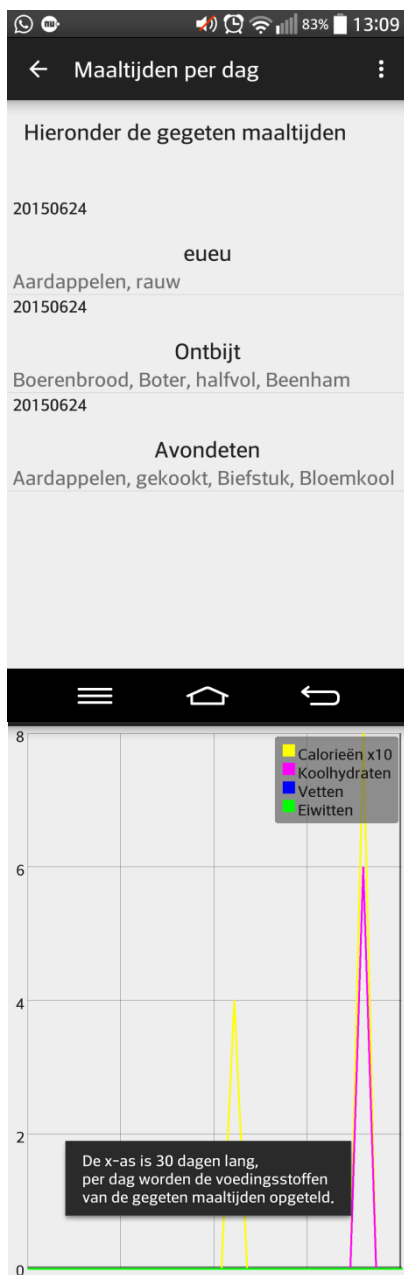 nu 83% 13:09
Maaltijden per dag
Hieronder de gegeten maaltijden
20150624
eueu
Aardappelen, rauw
20150624
Ontbijt
Boerenbrood, Boter, halfvol, Beenham
20150624
Avondeten
Aardappelen, gekookt, Biefstuk, Bloemkool
8
Calorieën x10
Koolhydraten
Vetten
Eiwitten
6
4
2
De x-as is 30 dagen lang,
per dag worden de voedingsstoffen
van de gegeten maaltijden opgeteld.
0